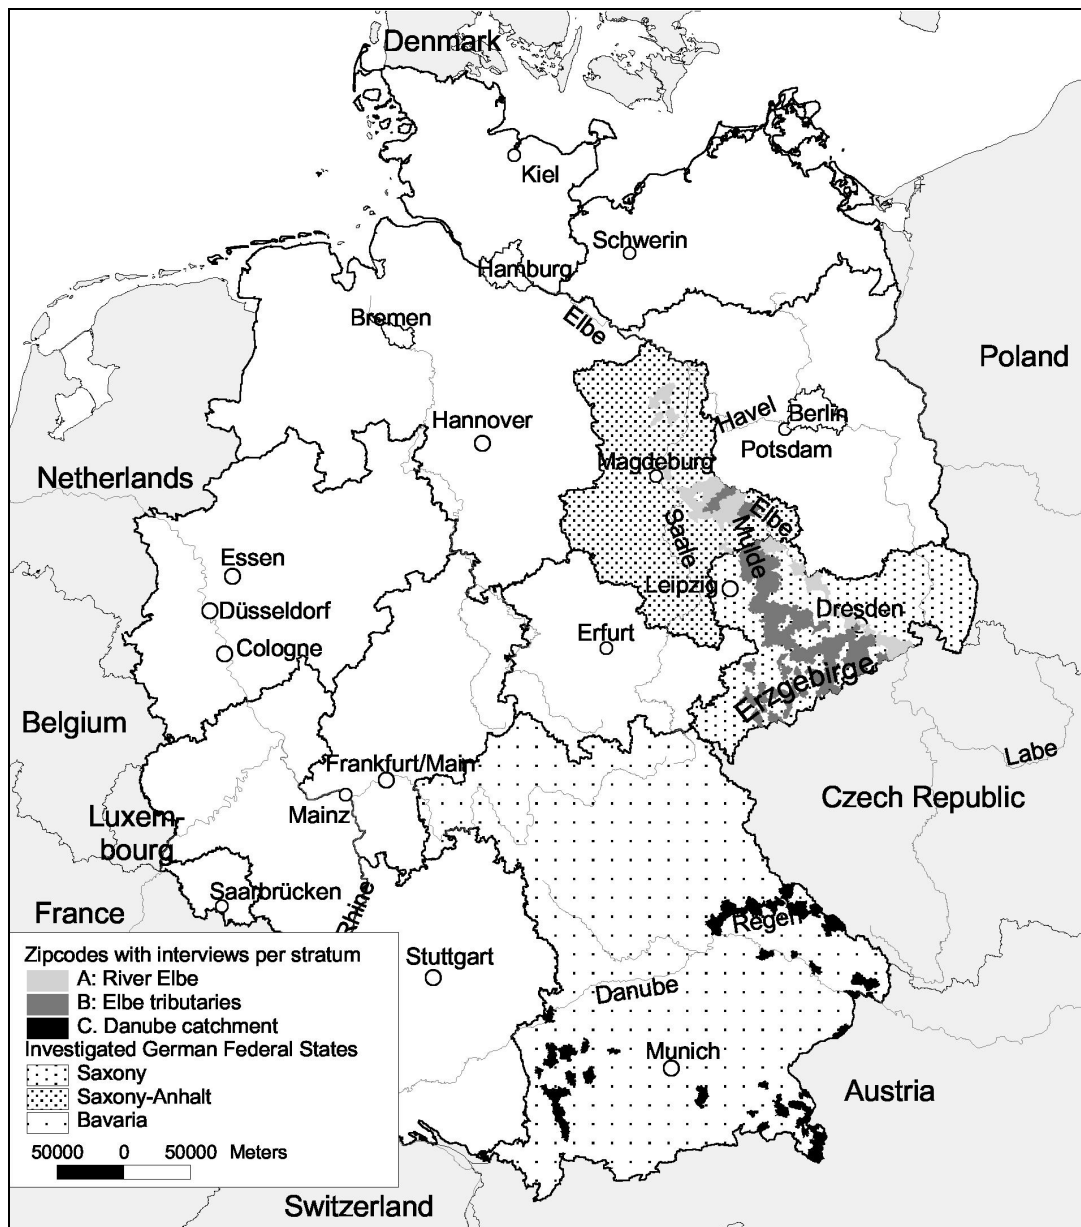 Denmark
Kiel
Schwerin
Hamburg
Elbe
Bremen
Poland
Havel
Berlin
Hannover
Potsdam
Magdeburg
Netherlands
Elbe
Saale
Mulde
Essen
Leipzig
Düsseldorf
Dresden
Erfurt
Cologne
Erzgebirge
Belgium
Labe
Frankfurt/Main
Czech Republic
Mainz
Luxem-
bourg
Saarbrücken
Rhine
France
Regen
Stuttgart
Danube
Munich
Austria
Switzerland
Zipcodes with interviews per stratum
A: River Elbe
B: Elbe tributaries
C. Danube catchment
Investigated German Federal States
Saxony
Saxony-Anhalt
Bavaria
50000 0 50000 Meters